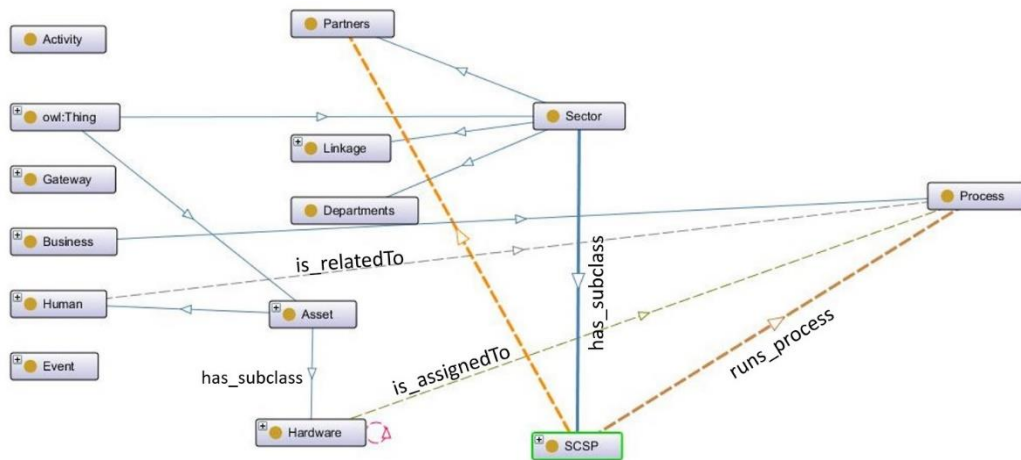 Partners
Activity
owl:Thing
Sector
Linkage
Gateway
Process
Departments
Business
is_relatedTo
Human
Asset
has_subclass
Event
has_subclass
is_assignedTo
runs_process
Hardware
SCSP